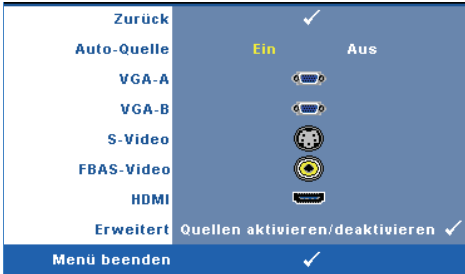 Zurück
Auto-Quelle Ein Aus
VGA-A
VGA-B
S-Video
FBAS-Video
HDMI
Erweitert Quellen aktivieren/deaktivieren
Menü beenden